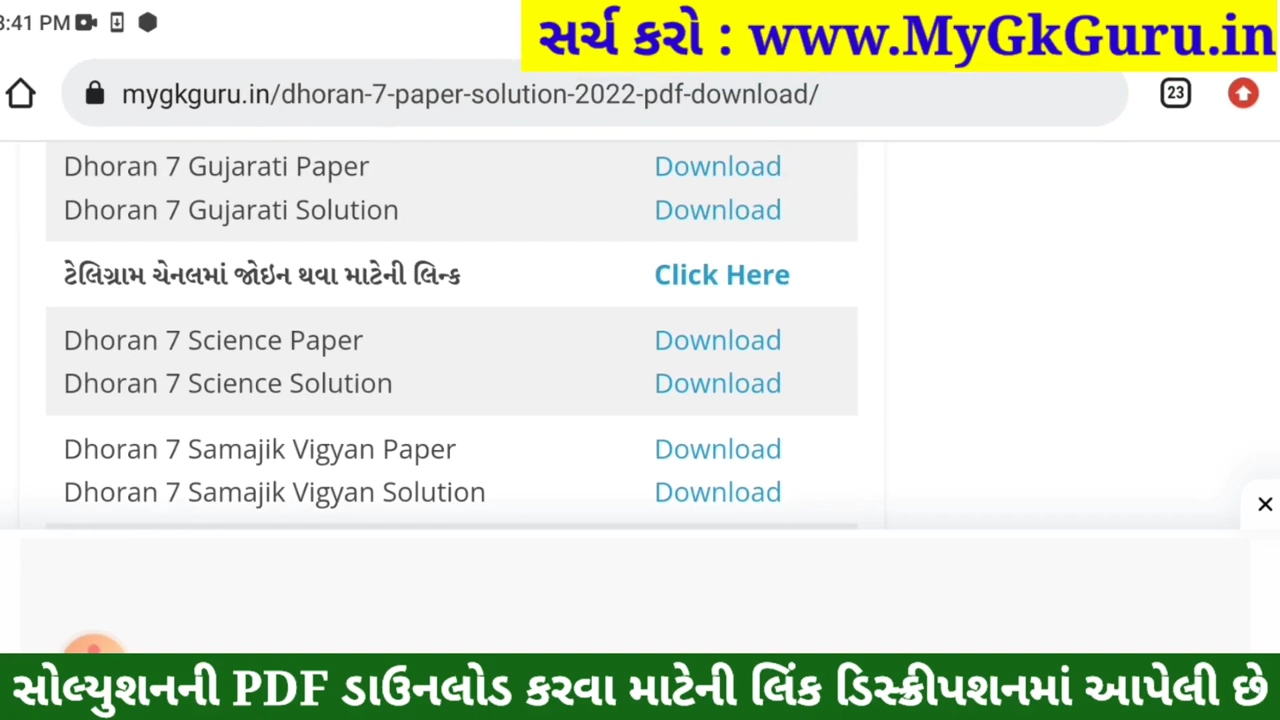 8:41 PM
સર્ચ કરો : www.MyGkGuru.in
mygkguru.in/dhoran-7-paper-solution-2022-pdf-download/
23
Dhoran 7 Gujarati Paper Download
Dhoran 7 Gujarati Solution Download
ટેલિગ્રામ ચેનલમાં જોઇન થવા માટેની લિન્ક Click Here
Dhoran 7 Science Paper Download
Dhoran 7 Science Solution Download
Dhoran 7 Samajik Vigyan Paper Download
Dhoran 7 Samajik Vigyan Solution Download
સોલ્યુશનની PDF ડાઉનલોડ કરવા માટેની લિંક ડિસ્ક્રીપશનમાં આપેલી છે